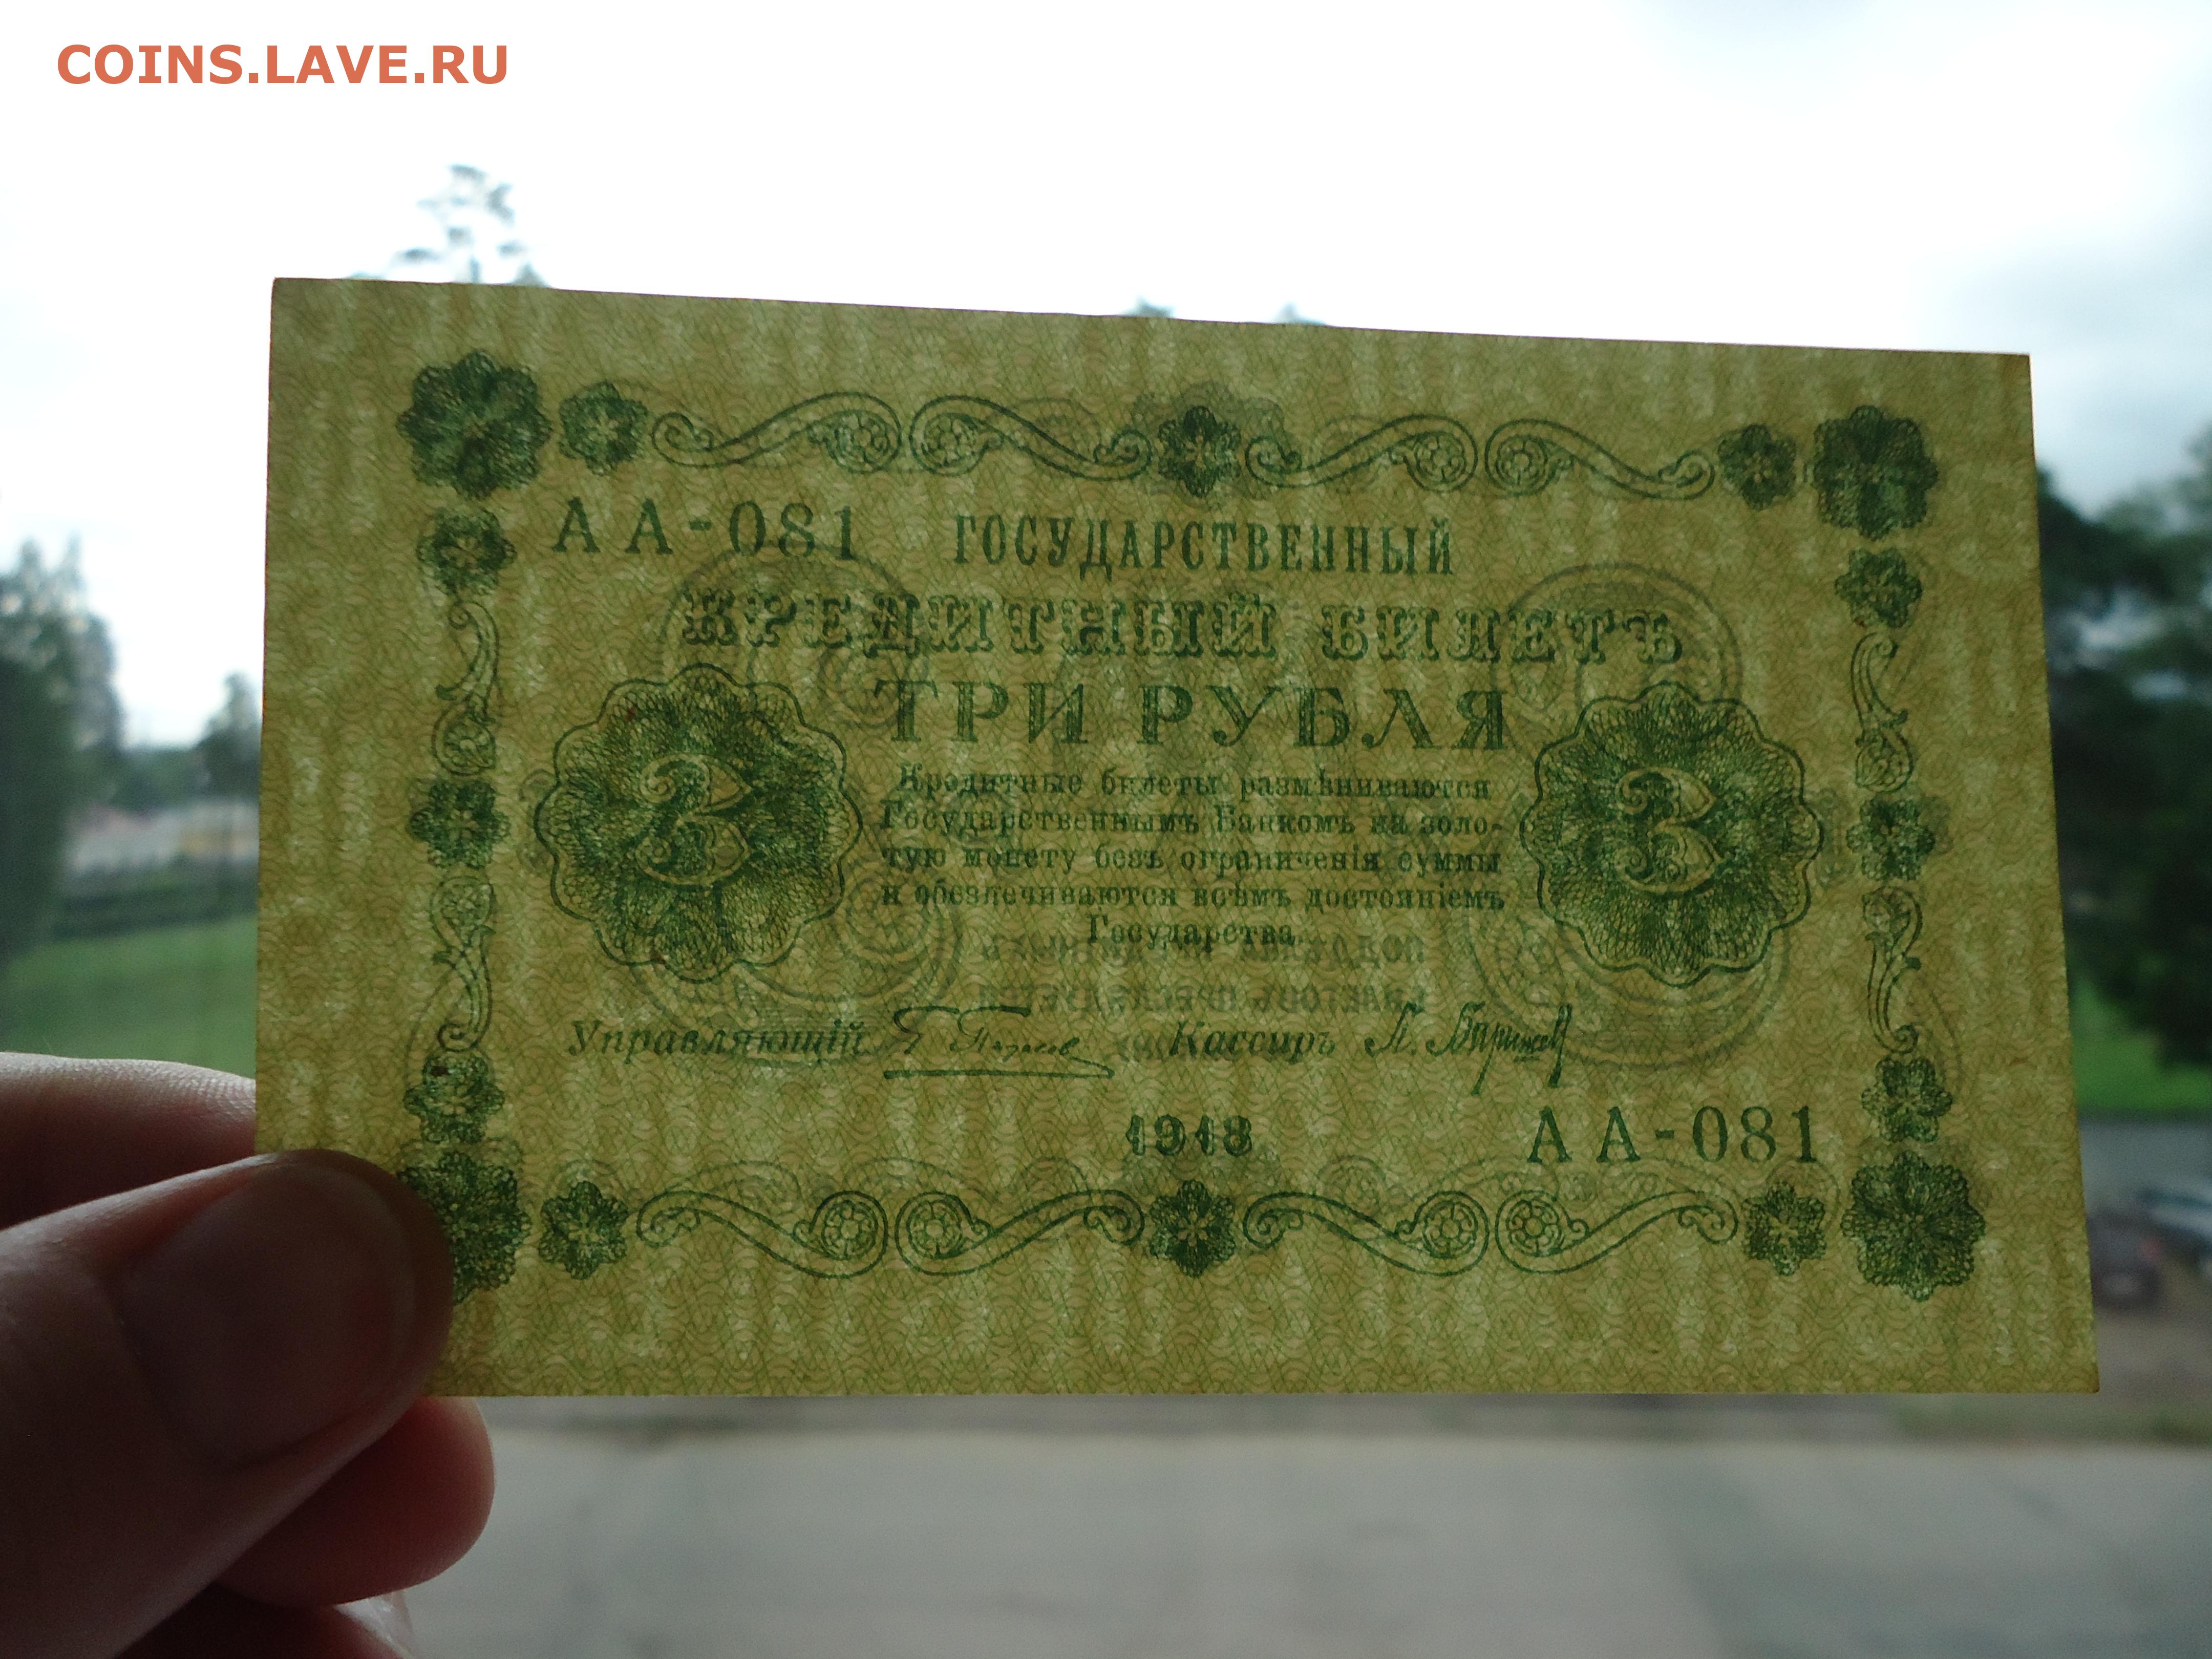 COINS.LAVE.RU
АА-081 ГОСУДАРСТВЕННЫЙ
КРЕДИТНЫЙ БИЛЕТЪ
ТРИ РУБЛЯ
3 3
Кредитные билеты размѣниваются
Государственнымъ Банкомъ на золо-
тую монету безъ ограниченія суммы
и обезпечиваются всѣмъ достояніемъ
Государства.
Управляющій Кассиръ
1918 АА-081